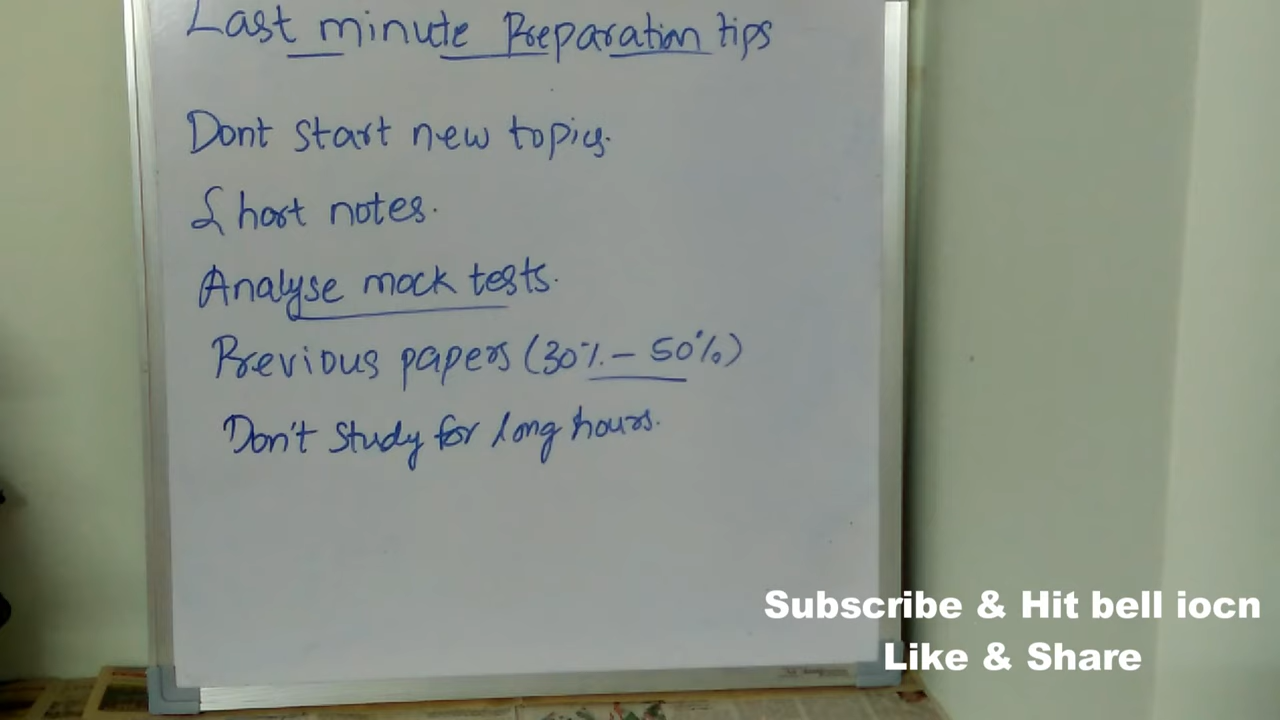 Last minute Preparation tips
Dont start new topics.
Short notes.
Analyse mock tests.
Previous papers (30% - 50%)
Don't study for long hours.
Subscribe & Hit bell iocn
Like & Share